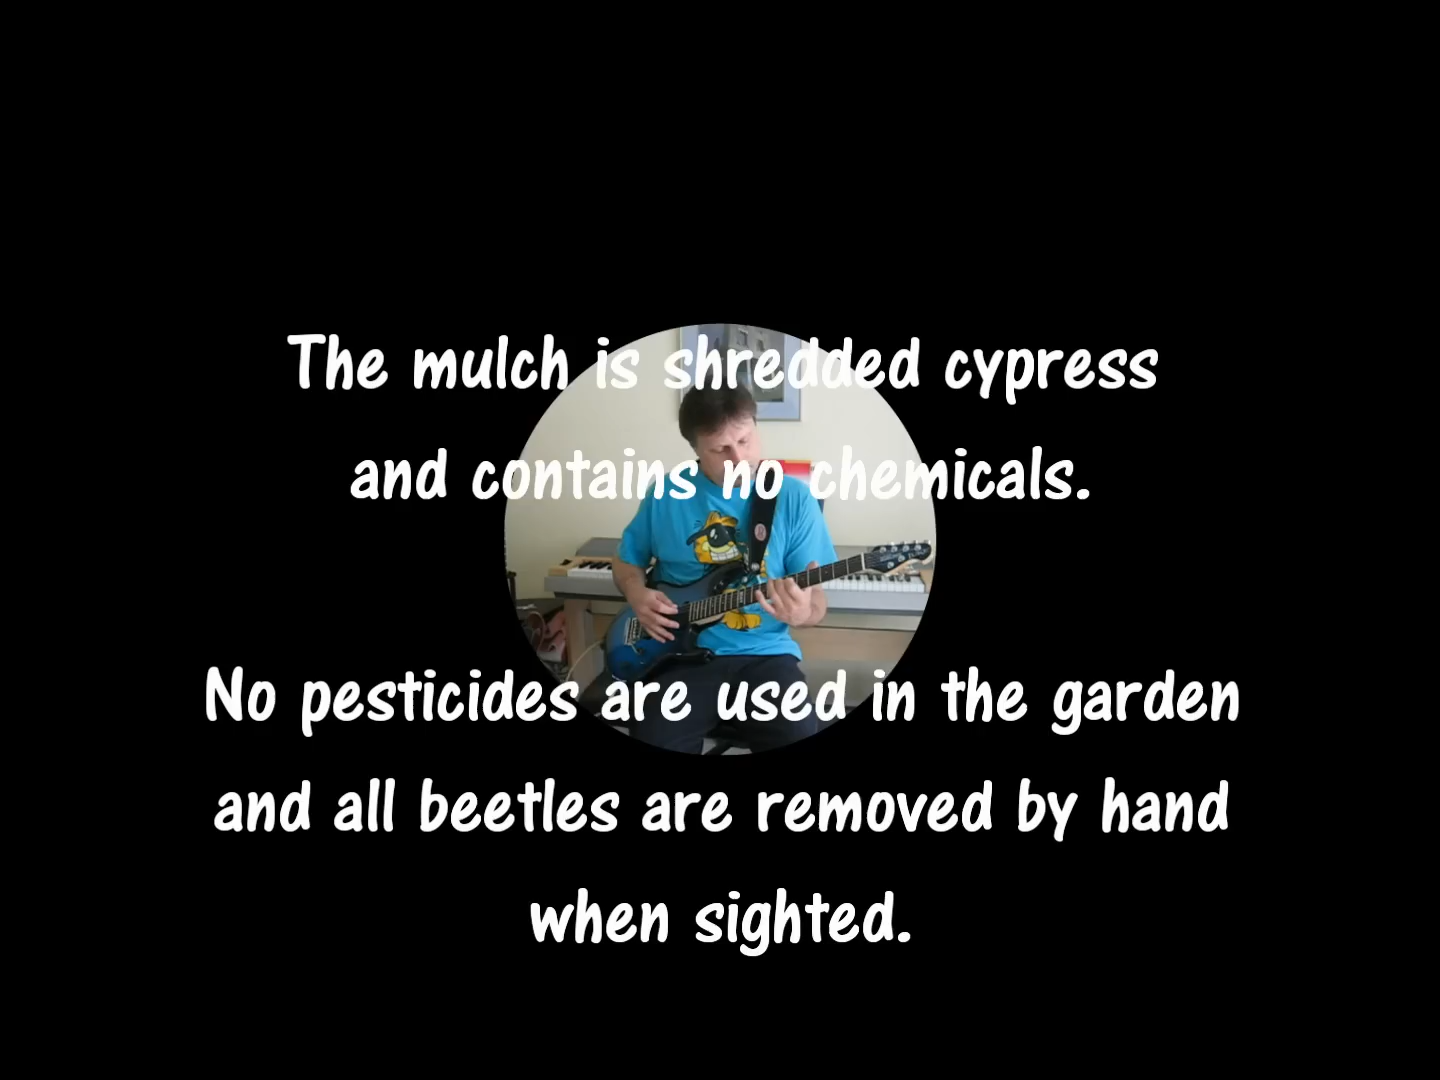 The mulch is shredded cypress
and contains no chemicals.
No pesticides are used in the garden
and all beetles are removed by hand
when sighted.